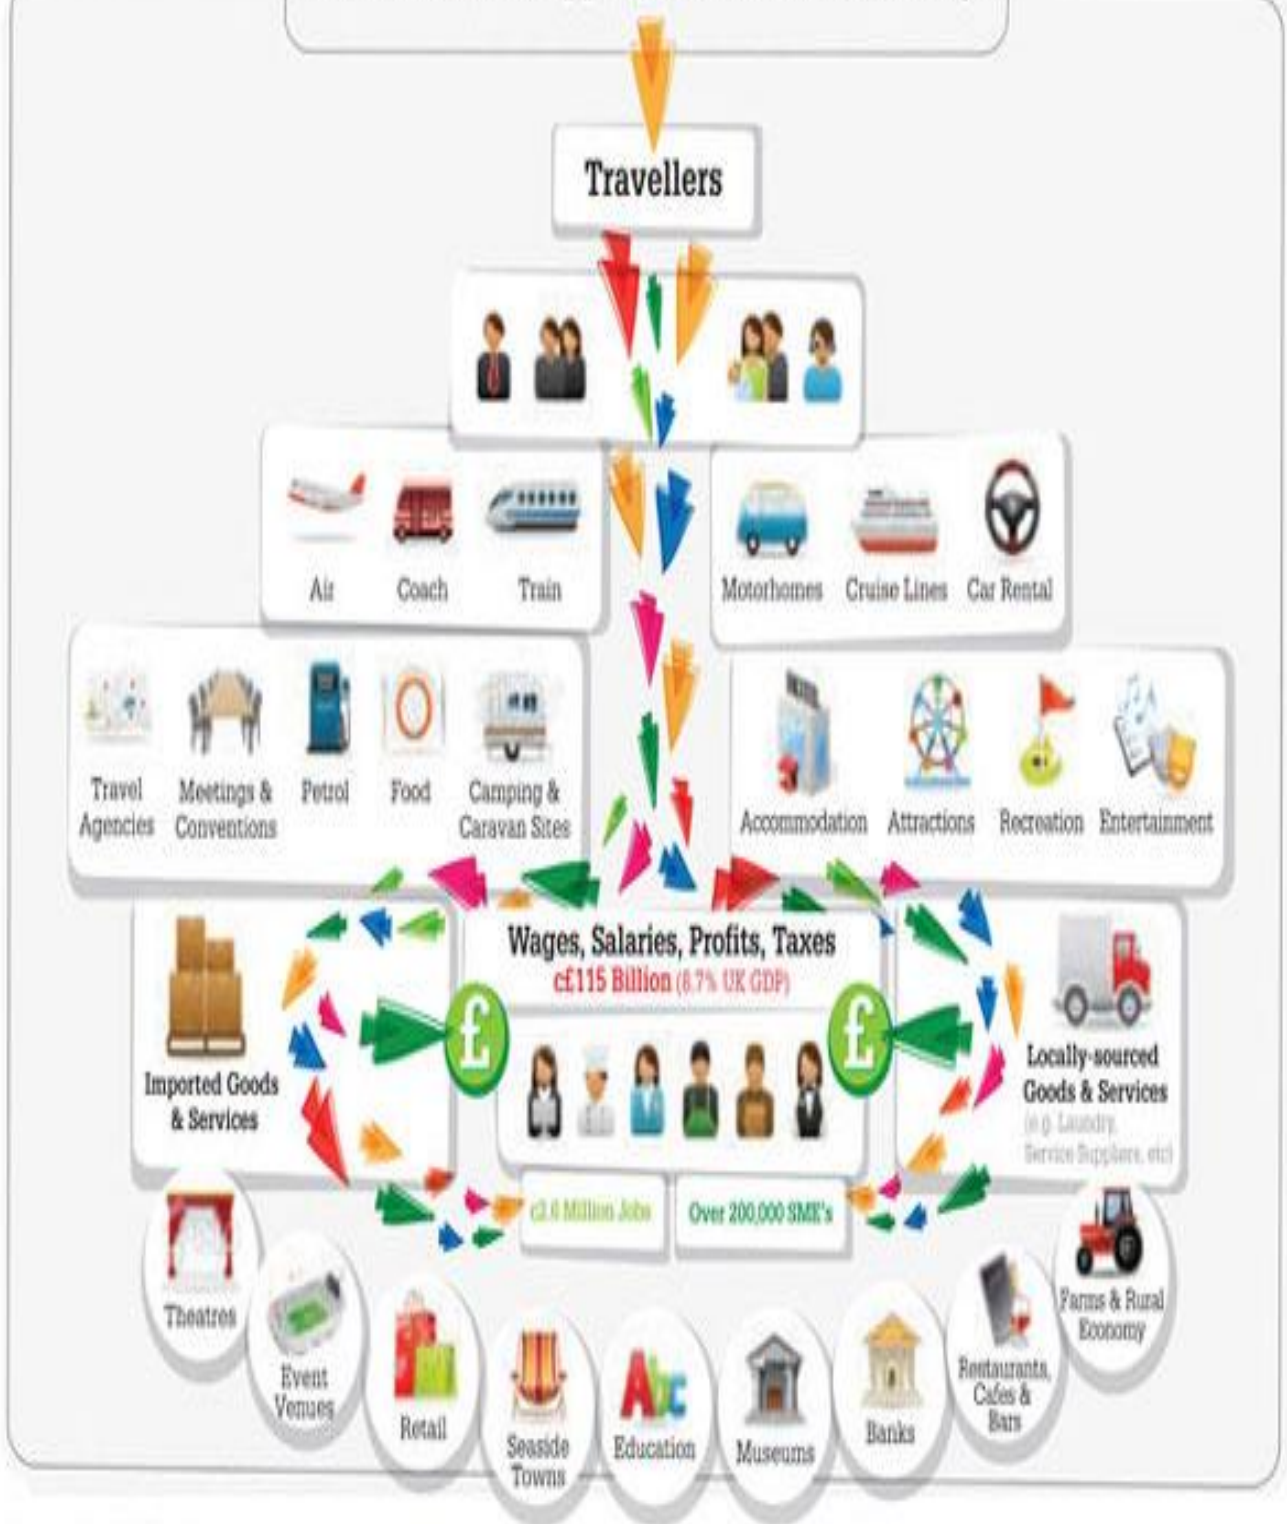 Travellers
Air
Coach
Train
Motorhomes
Cruise Lines
Car Rental
Travel
Agencies
Meetings &
Conventions
Petrol
Food
Camping &
Caravan Sites
Accommodation
Attractions
Recreation
Entertainment
Wages, Salaries, Profits, Taxes
c£115 Billion (8.7% UK GDP)
£
£
Imported Goods
& Services
Locally-sourced
Goods & Services
(e.g. Laundry,
Service Suppliers, etc)
c2.6 Million Jobs
Over 200,000 SME's
Theatres
Event
Venues
Retail
Seaside
Towns
Abc
Education
Museums
Banks
Restaurants,
Cafes &
Bars
Farms & Rural
Economy